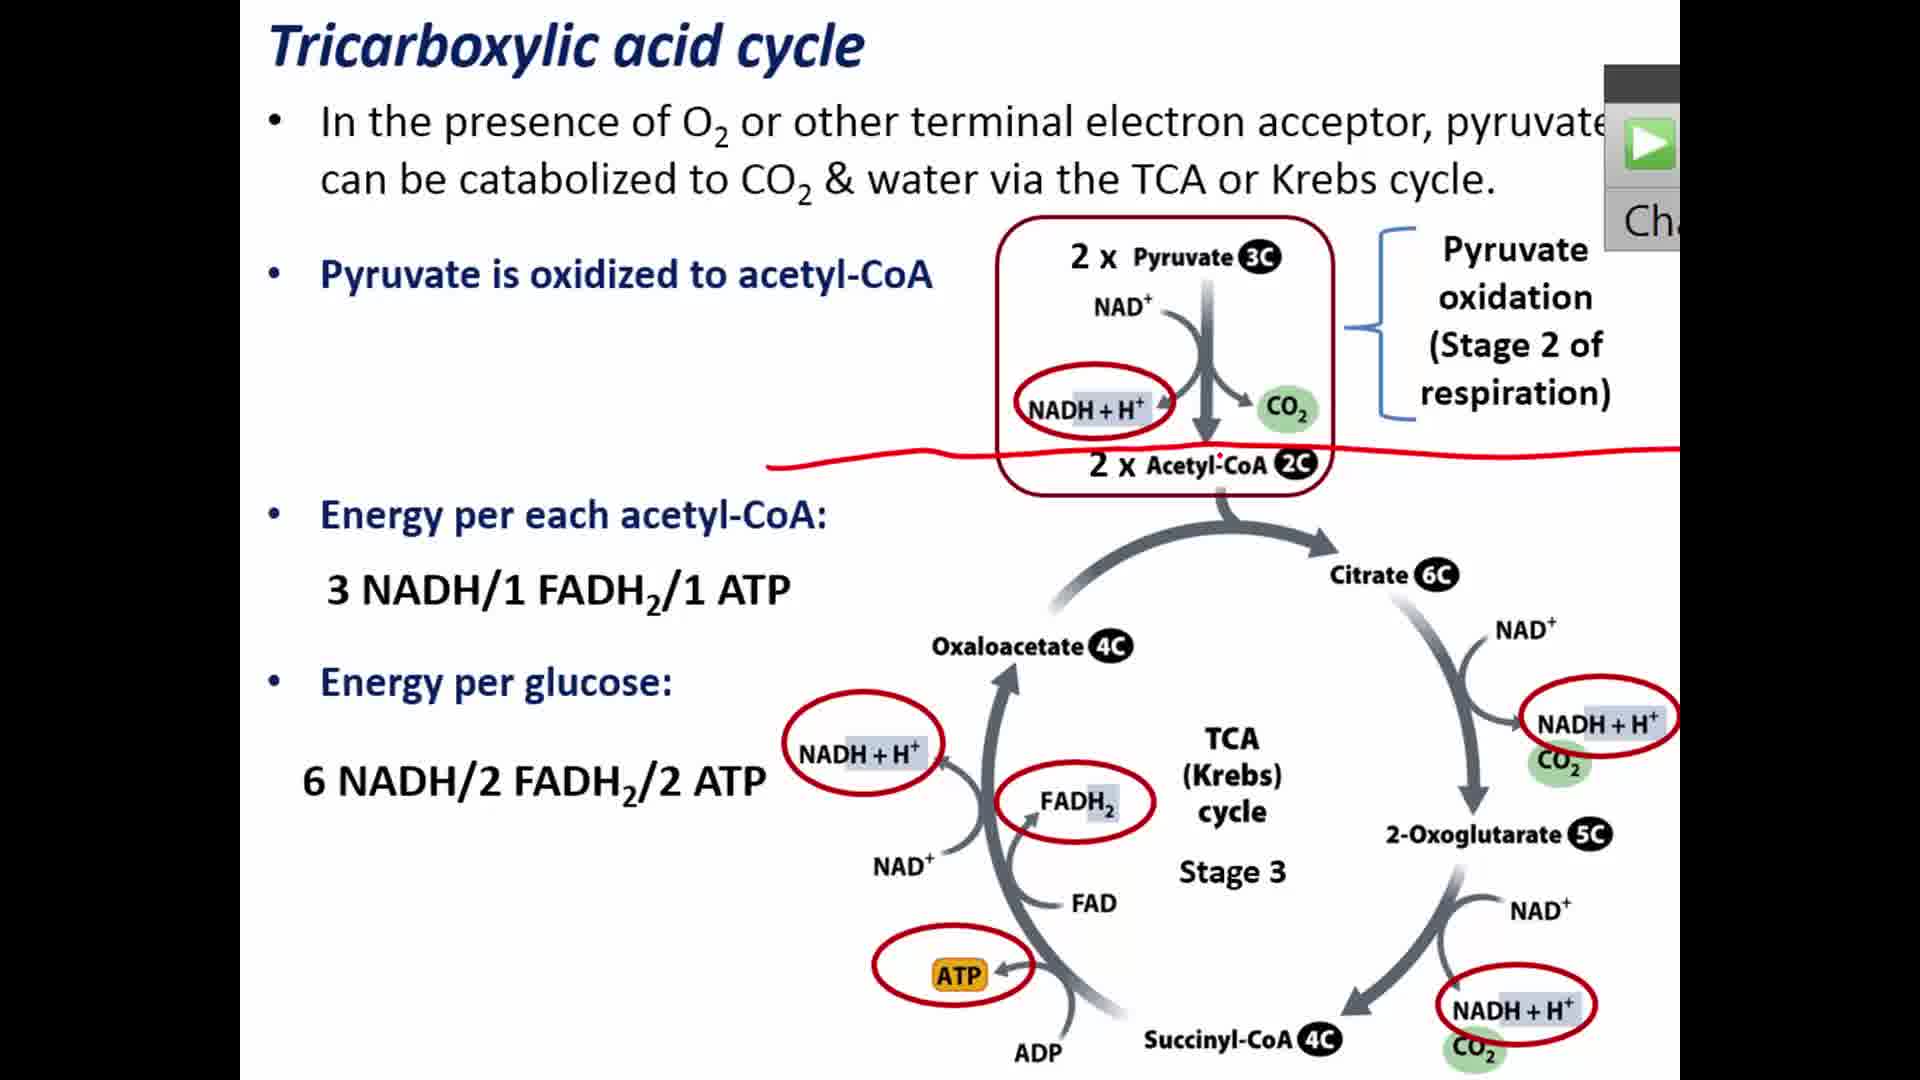 Tricarboxylic acid cycle
• In the presence of O₂ or other terminal electron acceptor, pyruvate
can be catabolized to CO₂ & water via the TCA or Krebs cycle.
• Pyruvate is oxidized to acetyl-CoA
2 x Pyruvate 3C
NAD⁺
NADH + H⁺
CO₂
2 x Acetyl-CoA 2C
Pyruvate
oxidation
(Stage 2 of
respiration)
• Energy per each acetyl-CoA:
3 NADH/1 FADH₂/1 ATP
• Energy per glucose:
6 NADH/2 FADH₂/2 ATP
Citrate 6C
NAD⁺
NADH + H⁺
CO₂
2-Oxoglutarate 5C
NAD⁺
NADH + H⁺
CO₂
Succinyl-CoA 4C
ADP
ATP
FAD
FADH₂
NAD⁺
NADH + H⁺
Oxaloacetate 4C
TCA
(Krebs)
cycle
Stage 3